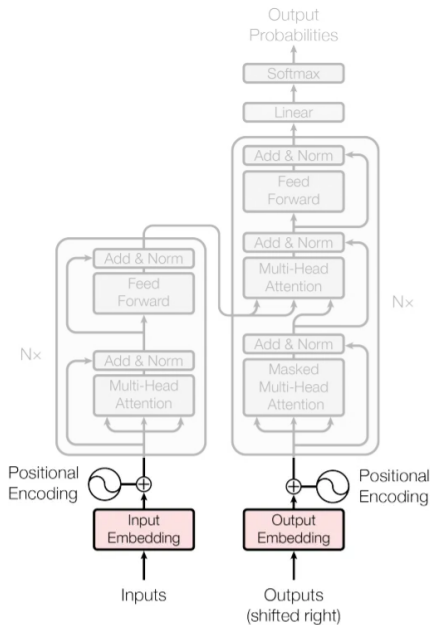 Output
Probabilities
Softmax
Linear
Add & Norm
Feed
Forward
Add & Norm
Multi-Head
Attention
Add & Norm
Masked
Multi-Head
Attention
Nx
Add & Norm
Feed
Forward
Add & Norm
Multi-Head
Attention
Nx
Positional
Encoding
Input
Embedding
Inputs
Positional
Encoding
Output
Embedding
Outputs
(shifted right)